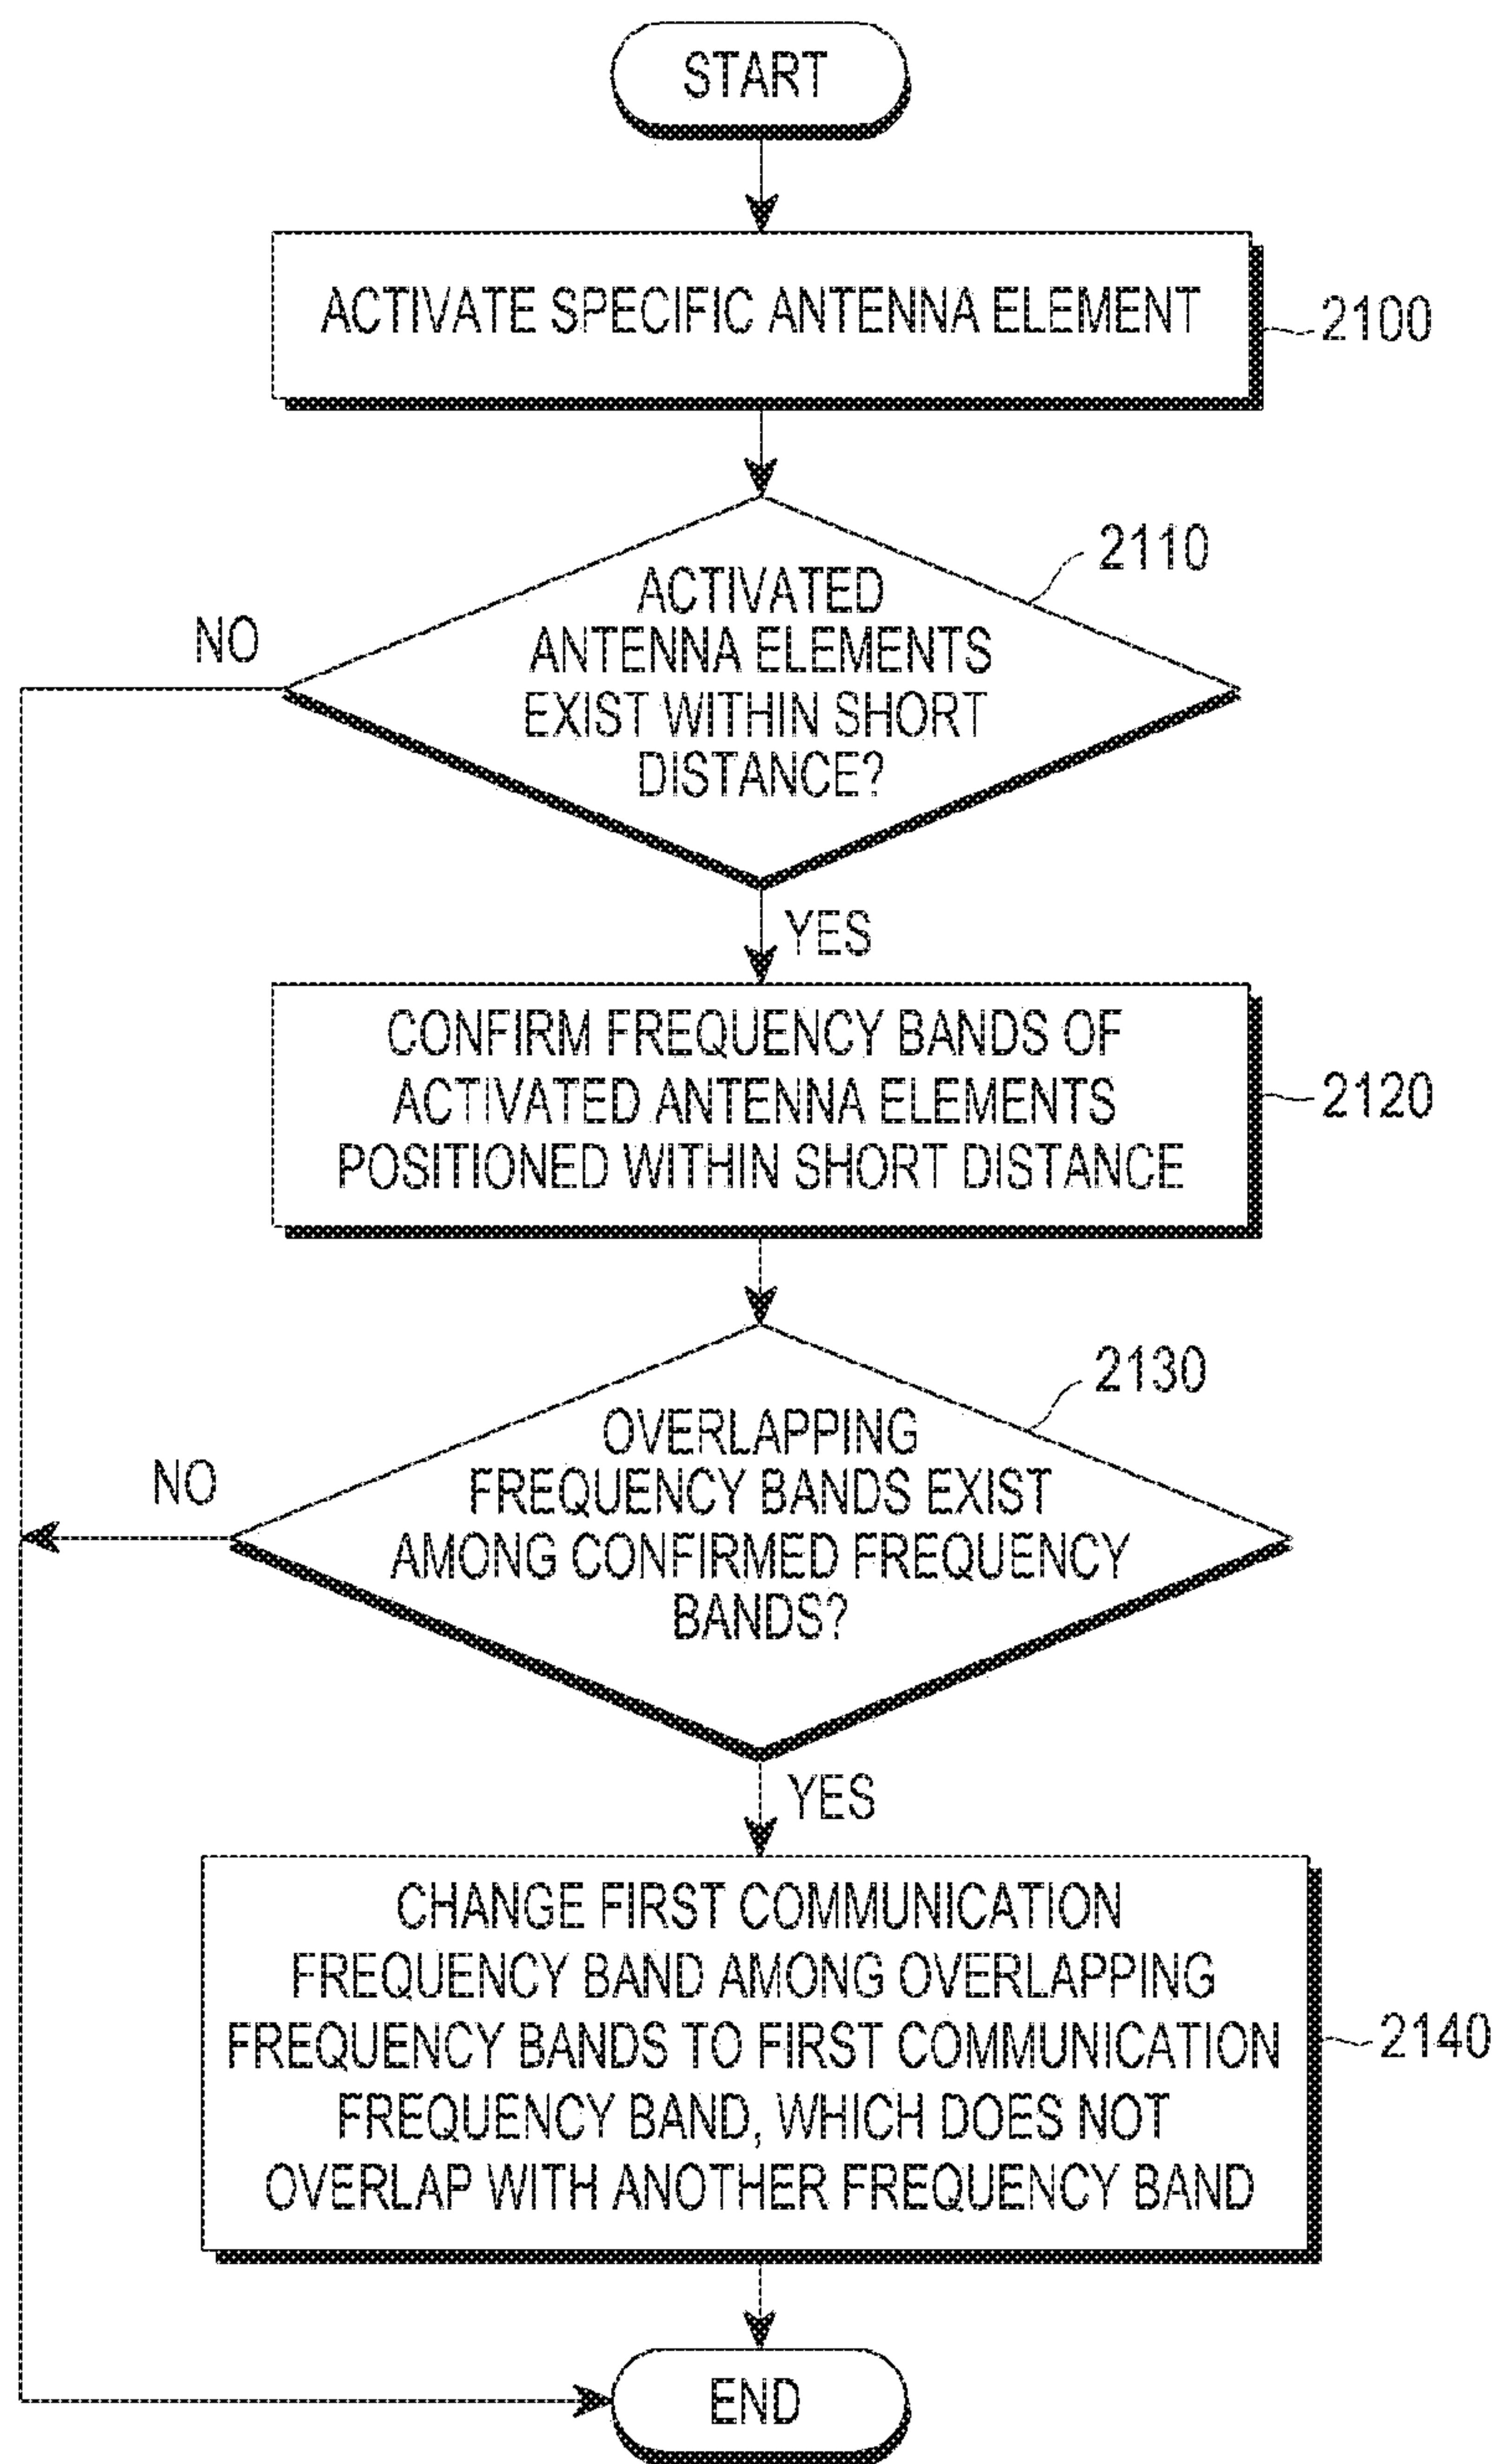 START
ACTIVATE SPECIFIC ANTENNA ELEMENT
2100
2110
ACTIVATED
ANTENNA ELEMENTS
EXIST WITHIN SHORT
DISTANCE?
NO
YES
CONFIRM FREQUENCY BANDS OF
ACTIVATED ANTENNA ELEMENTS
POSITIONED WITHIN SHORT DISTANCE
2120
2130
OVERLAPPING
FREQUENCY BANDS EXIST
AMONG CONFIRMED FREQUENCY
BANDS?
NO
YES
CHANGE FIRST COMMUNICATION
FREQUENCY BAND AMONG OVERLAPPING
FREQUENCY BANDS TO FIRST COMMUNICATION
FREQUENCY BAND, WHICH DOES NOT
OVERLAP WITH ANOTHER FREQUENCY BAND
2140
END